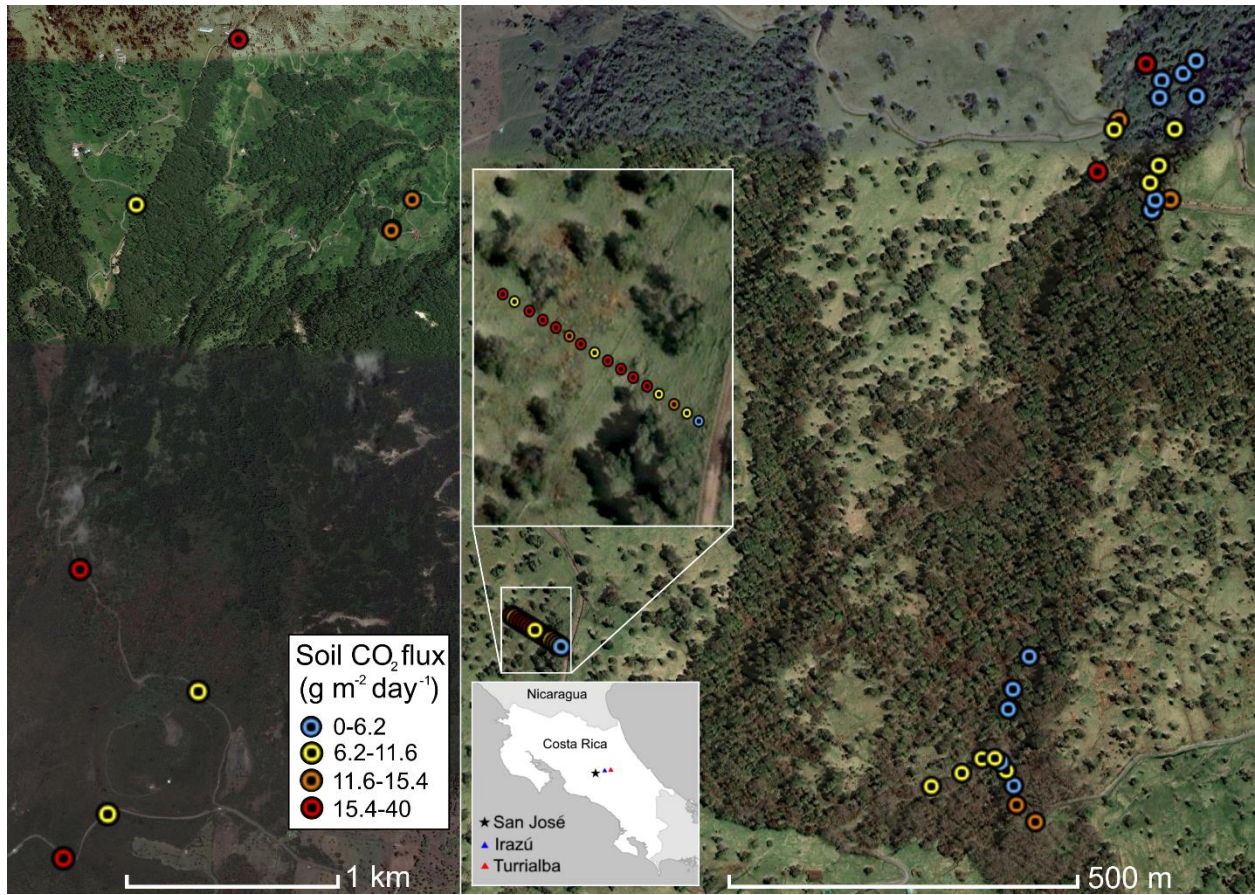 Soil CO₂ flux
(g m⁻² day⁻¹)
0-6.2
6.2-11.6
11.6-15.4
15.4-40
1 km
Nicaragua
Costa Rica
San José
Irazú
Turrialba
500 m